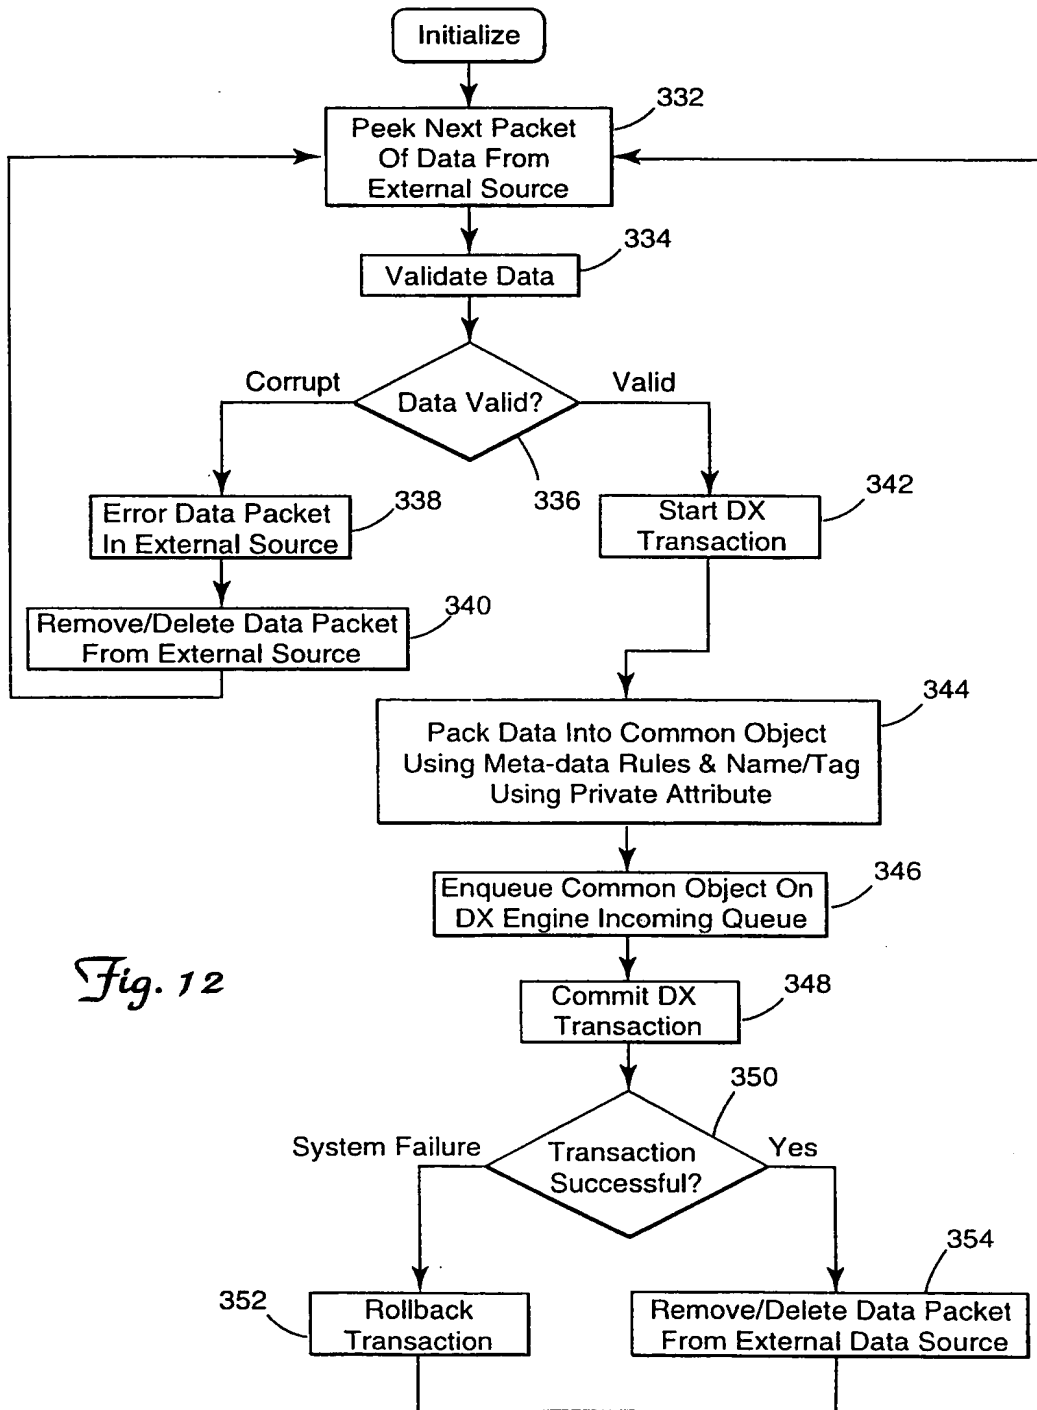 Initialize
332
Peek Next Packet
Of Data From
External Source
334
Validate Data
Corrupt
Valid
Data Valid?
336
338
Error Data Packet
In External Source
342
Start DX
Transaction
340
Remove/Delete Data Packet
From External Source
344
Pack Data Into Common Object
Using Meta-data Rules & Name/Tag
Using Private Attribute
346
Enqueue Common Object On
DX Engine Incoming Queue
Fig. 12
348
Commit DX
Transaction
350
System Failure
Yes
Transaction
Successful?
352
Rollback
Transaction
354
Remove/Delete Data Packet
From External Data Source